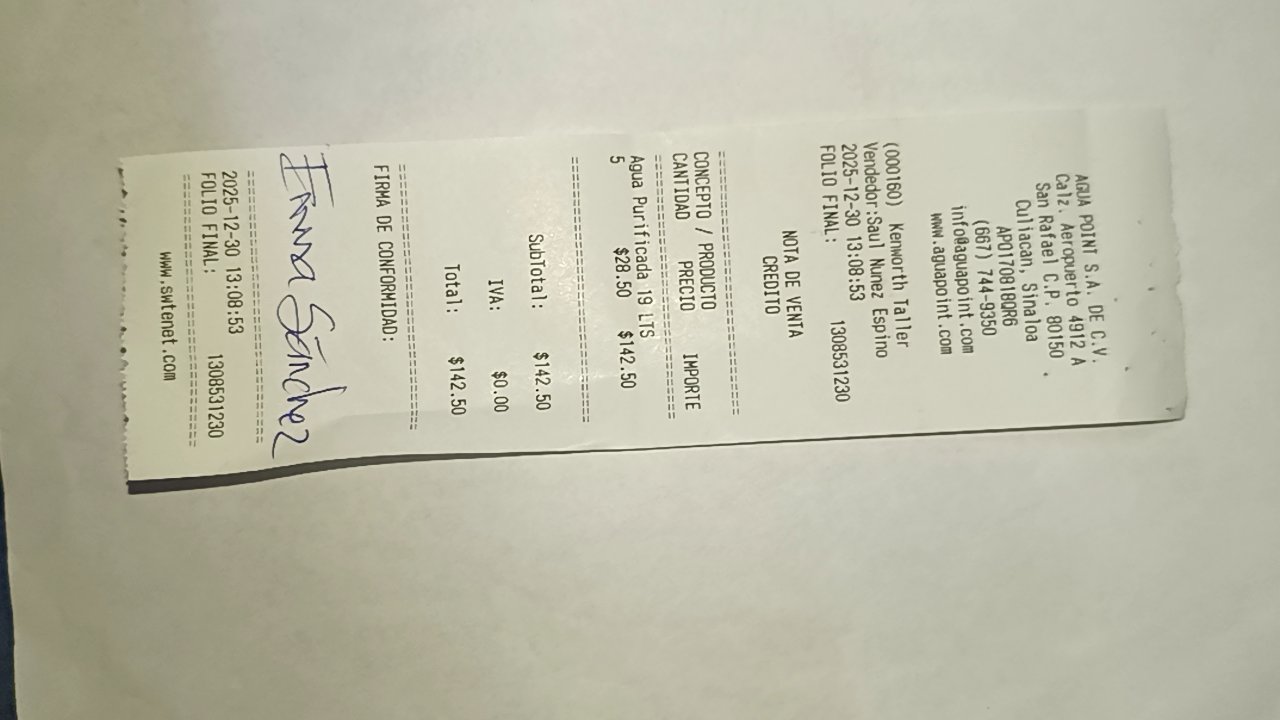 AGUA POINT S.A. DE C.V.
Calz. Aeropuerto 4912 A
San Rafael C.P. 80150
Culiacan, Sinaloa
APO170818QR6
(667) 744-9350
info@aguapoint.com
www.aguapoint.com
(000160) Kenworth Taller
Vendedor:Saul Nunez Espino
2025-12-30 13:08:53
FOLIO FINAL: 1308531230
NOTA DE VENTA
CREDITO
CONCEPTO / PRODUCTO
CANTIDAD PRECIO IMPORTE
Agua Purificada 19 LTS
5 $28.50 $142.50
SubTotal: $142.50
IVA: $0.00
Total: $142.50
FIRMA DE CONFORMIDAD:
Sánchez
2025-12-30 13:08:53
FOLIO FINAL: 1308531230
www.swtenet.com